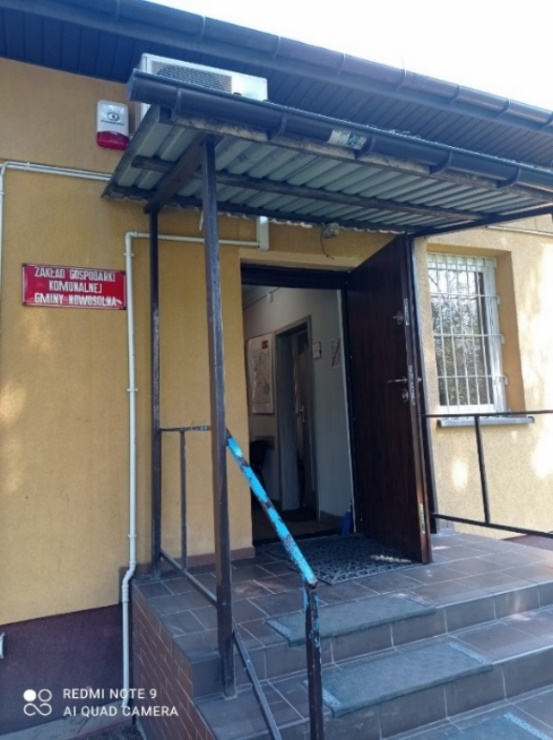 ZAKŁAD GOSPODARKI
KOMUNALNEJ
GMINY NOWOSOLNA
REDMI NOTE 9
AI QUAD CAMERA